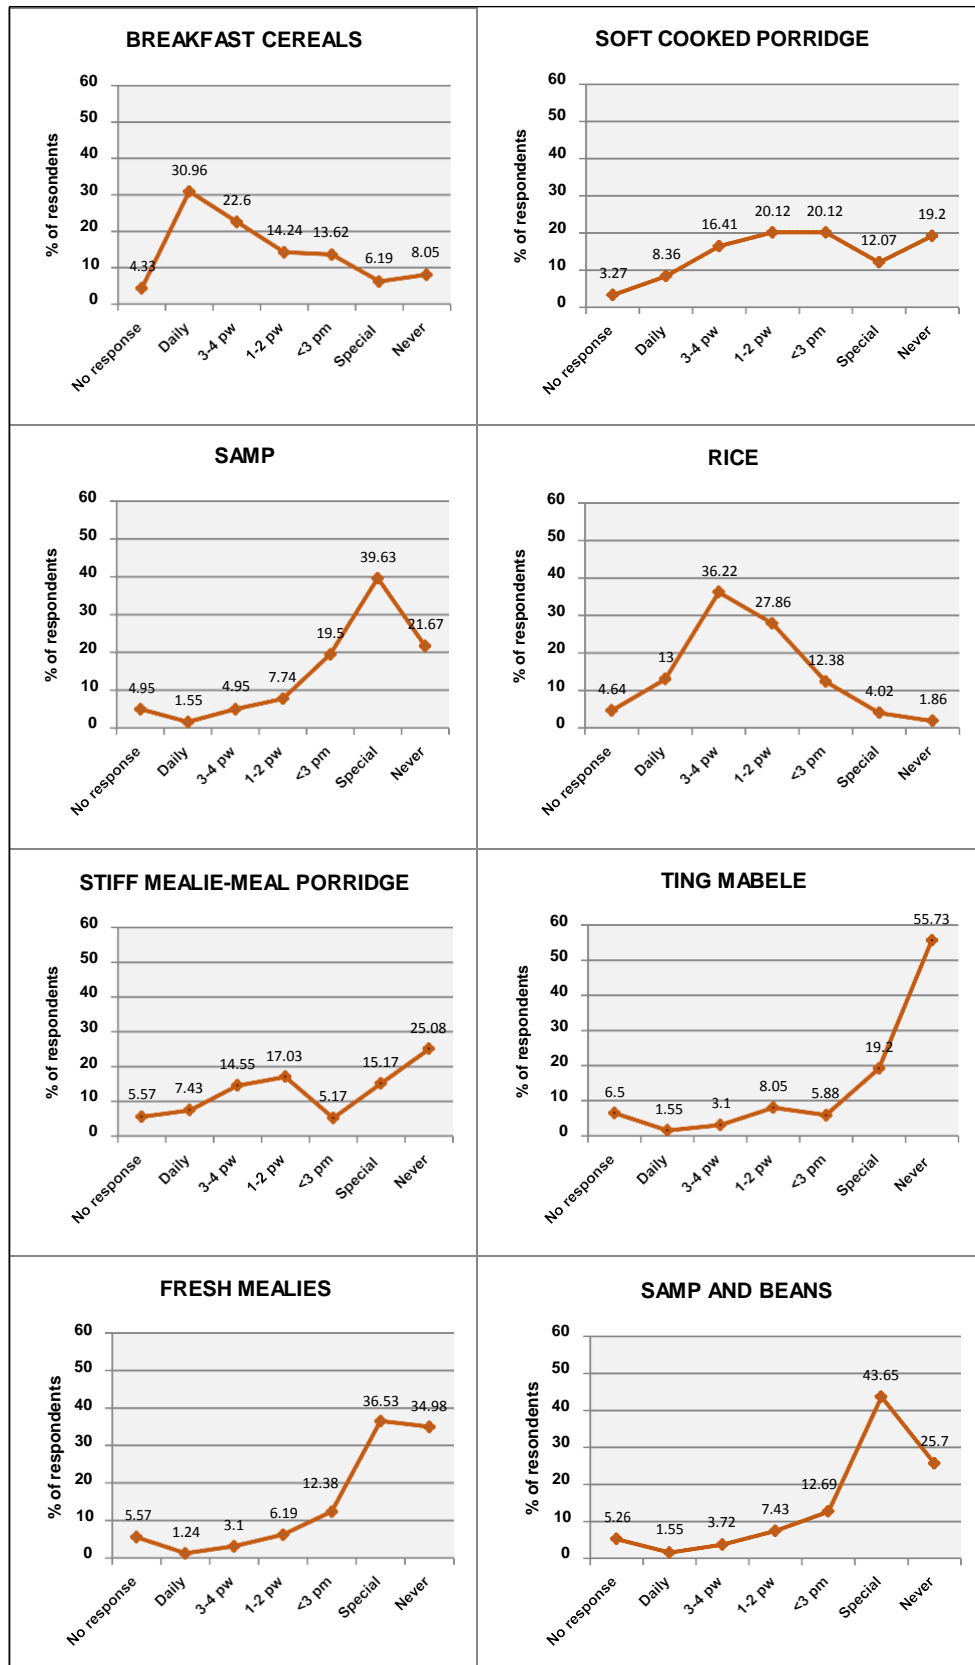 BREAKFAST CEREALS
% of resondents
60
50
40
30
20
10
0
4.33
30.96
22.6
14.24
13.62
6.19
8.05
No response
Daily
3-4 pw
1-2 pw
<3 pm
Special
Never
SOFT COOKED PORRIDGE
% of respondents
60
50
40
30
20
10
0
3.27
8.36
16.41
20.12
20.12
12.07
19.2
No response
Daily
3-4 pw
1-2 pw
<3 pm
Special
Never
SAMP
% of respondents
60
50
40
30
20
10
0
4.95
1.55
4.95
7.74
19.5
39.63
21.67
No response
Daily
3-4 pw
1-2 pw
<3 pm
Special
Never
RICE
% of respondents
60
50
40
30
20
10
0
4.64
13
36.22
27.86
12.38
4.02
1.86
No response
Daily
3-4 pw
1-2 pw
<3 pm
Special
Never
STIFF MEALIE-MEAL PORRIDGE
% of respondents
60
50
40
30
20
10
0
5.57
7.43
14.55
17.03
5.17
15.17
25.08
No response
Daily
3-4 pw
1-2 pw
<3 pm
Special
Never
TING MABELE
% of respondents
60
50
40
30
20
10
0
6.5
1.55
3.1
8.05
5.88
19.2
55.73
No response
Daily
3-4 pw
1-2 pw
<3 pm
Special
Never
FRESH MEALIES
% of respondents
60
50
40
30
20
10
0
5.57
1.24
3.1
6.19
12.38
36.53
34.98
No response
Daily
3-4 pw
1-2 pw
<3 pm
Special
Never
SAMP AND BEANS
% of resondents
60
50
40
30
20
10
0
5.26
1.55
3.72
7.43
12.69
43.65
25.7
No response
Daily
3-4 pw
1-2 pw
<3 pm
Special
Never